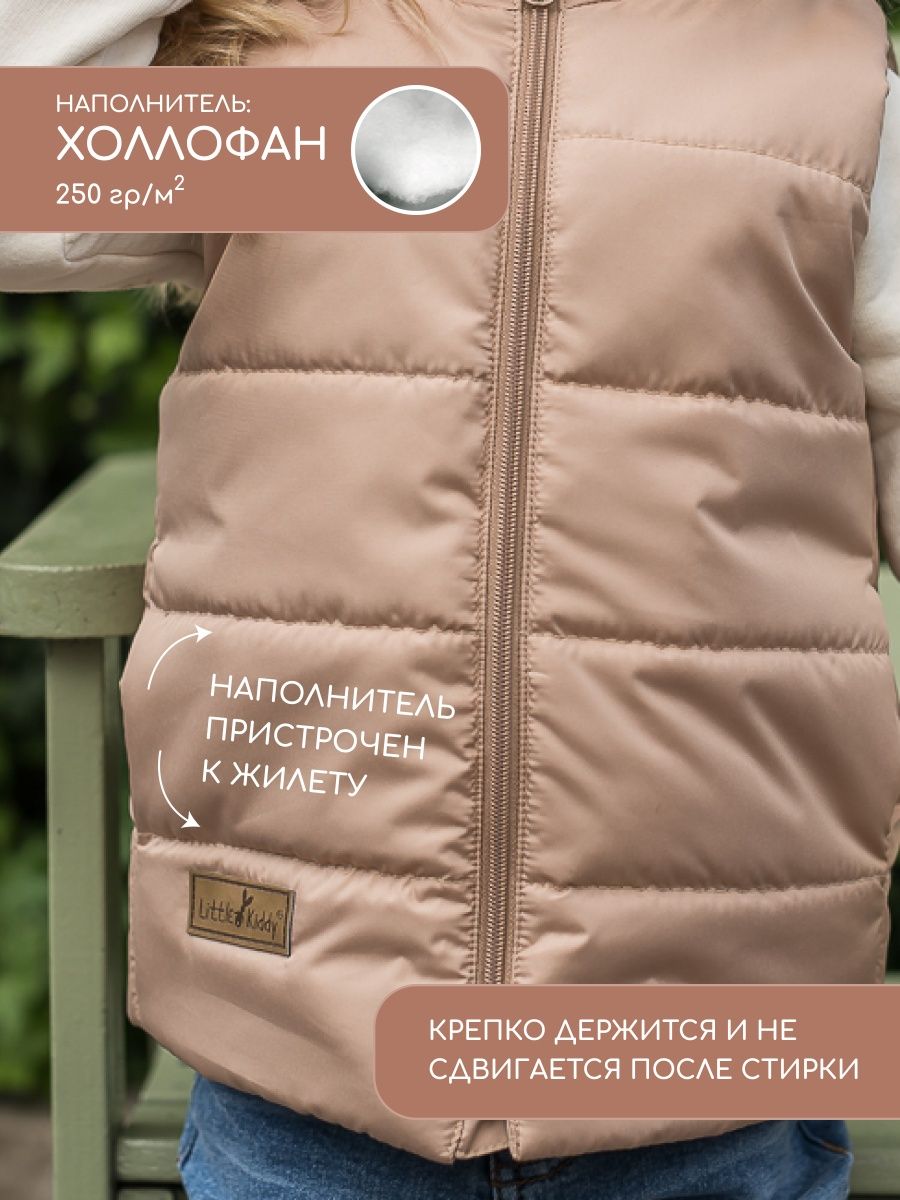 НАПОЛНИТЕЛЬ:
ХОЛЛОФАН
250 гр/м²
НАПОЛНИТЕЛЬ
ПРИСТРОЧЕН
К ЖИЛЕТУ
Little Kiddy
КРЕПКО ДЕРЖИТСЯ И НЕ
СДВИГАЕТСЯ ПОСЛЕ СТИРКИ